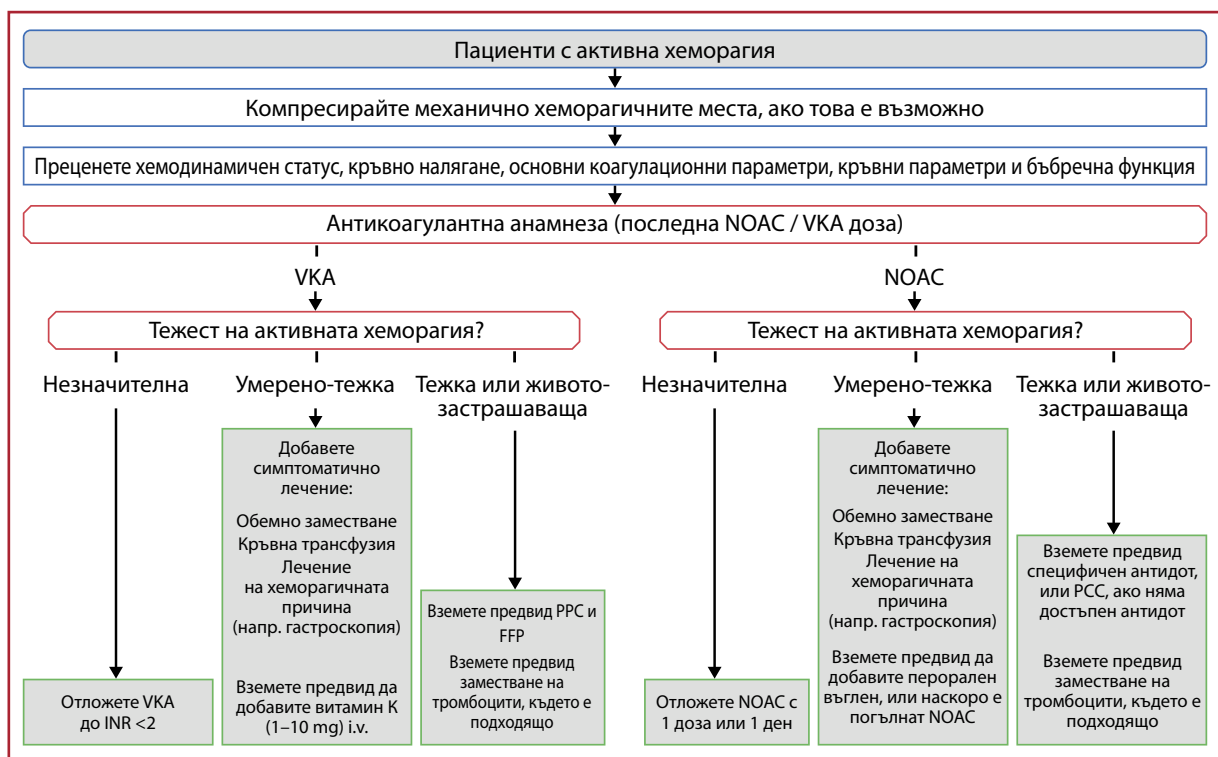 Пациенти с активна хеморагия
Компресирайте механично хеморагичните места, ако това е възможно
Преценете хемодинамичен статус, кръвно налягане, основни коагулационни параметри, кръвни параметри и бъбречна функция
Антикоагулантна анамнеза (последна NOAC / VKA доза)
VKA
Тежест на активната хеморагия?
Незначителна
Отложете VKA
до INR <2
Умерено-тежка
Добавете
симптоматично
лечение:
Обемно заместване
Кръвна трансфузия
Лечение
на хеморагичната
причина
(напр. гастроскопия)
Вземете предвид да
добавите витамин K
(1–10 mg) i.v.
Тежка или живото-
застрашаваща
Вземете предвид PPC и
FFP
Вземете предвид
заместване на
тромбоцити, където е
подходящо
NOAC
Тежест на активната хеморагия?
Незначителна
Отложете NOAC с
1 доза или 1 ден
Умерено-тежка
Добавете
симптоматично
лечение:
Обемно заместване
Кръвна трансфузия
Лечение на
хеморагичната
причина
(напр. гастроскопия)
Вземете предвид да
добавите перорален
въглен, или наскоро е
погълнат NOAC
Тежка или живото-
застрашаваща
Вземете предвид
специфичен антидот,
или PCC, ако няма
достъпен антидот
Вземете предвид
заместване на
тромбоцити, където е
подходящо